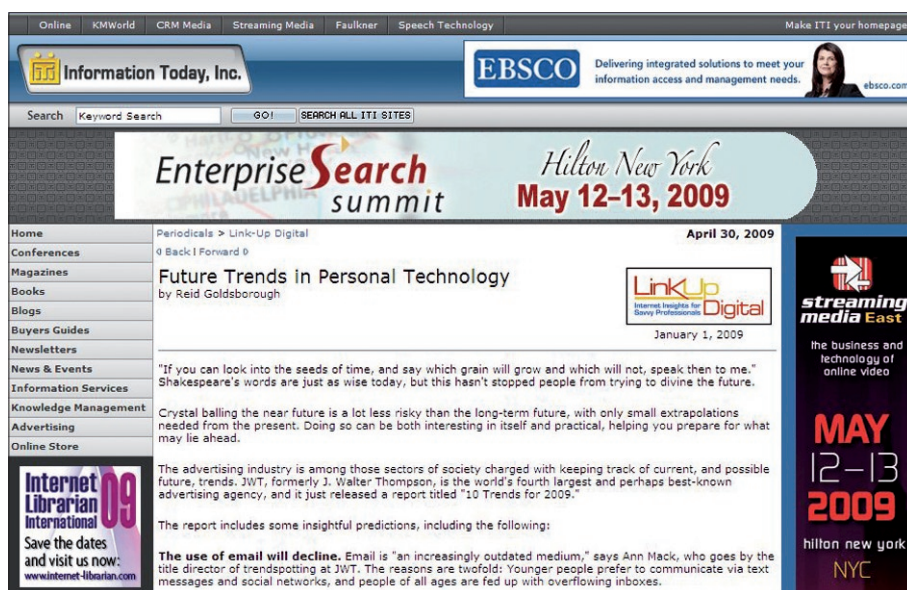 Online KMWorld CRM Media Streaming Media Faulkner Speech Technology Make ITI your homepage
Information Today, Inc.
EBSCO
Delivering integrated solutions to meet your
information access and management needs.
ebsco.com
Search Keyword Search GO! SEARCH ALL ITI SITES
Enterprise Search
summit
Hilton New York
May 12–13, 2009
Home
Conferences
Magazines
Books
Blogs
Buyers Guides
Newsletters
News & Events
Information Services
Knowledge Management
Advertising
Online Store
Internet
Librarian
International
09
Save the dates
and visit us now:
www.internet-librarian.com
Periodicals > Link-Up Digital
April 30, 2009
Back | Forward
Future Trends in Personal Technology
by Reid Goldsborough
LinkUp
Internet Insights for
Savvy Professionals
Digital
January 1, 2009
"If you can look into the seeds of time, and say which grain will grow and which will not, speak then to me."
Shakespeare's words are just as wise today, but this hasn't stopped people from trying to divine the future.
Crystal balling the near future is a lot less risky than the long-term future, with only small extrapolations
needed from the present. Doing so can be both interesting in itself and practical, helping you prepare for what
may lie ahead.
The advertising industry is among those sectors of society charged with keeping track of current, and possible
future, trends. JWT, formerly J. Walter Thompson, is the world's fourth largest and perhaps best-known
advertising agency, and it just released a report titled "10 Trends for 2009."
The report includes some insightful predictions, including the following:
The use of email will decline. Email is "an increasingly outdated medium," says Ann Mack, who goes by the
title director of trendspotting at JWT. The reasons are twofold: Younger people prefer to communicate via text
messages and social networks, and people of all ages are fed up with overflowing inboxes.
streaming
media East
the business and
technology of
online video
MAY
12–13
2009
hilton new york
NYC